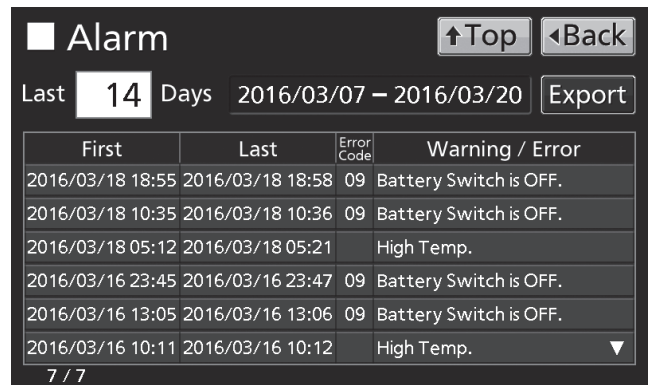 Alarm
Top
Back
Last 14 Days 2016/03/07 – 2016/03/20 Export
First Last Error Code Warning / Error
2016/03/18 18:55 2016/03/18 18:58 09 Battery Switch is OFF.
2016/03/18 10:35 2016/03/18 10:36 09 Battery Switch is OFF.
2016/03/18 05:12 2016/03/18 05:21 High Temp.
2016/03/16 23:45 2016/03/16 23:47 09 Battery Switch is OFF.
2016/03/16 13:05 2016/03/16 13:06 09 Battery Switch is OFF.
2016/03/16 10:11 2016/03/16 10:12 High Temp.
7 / 7